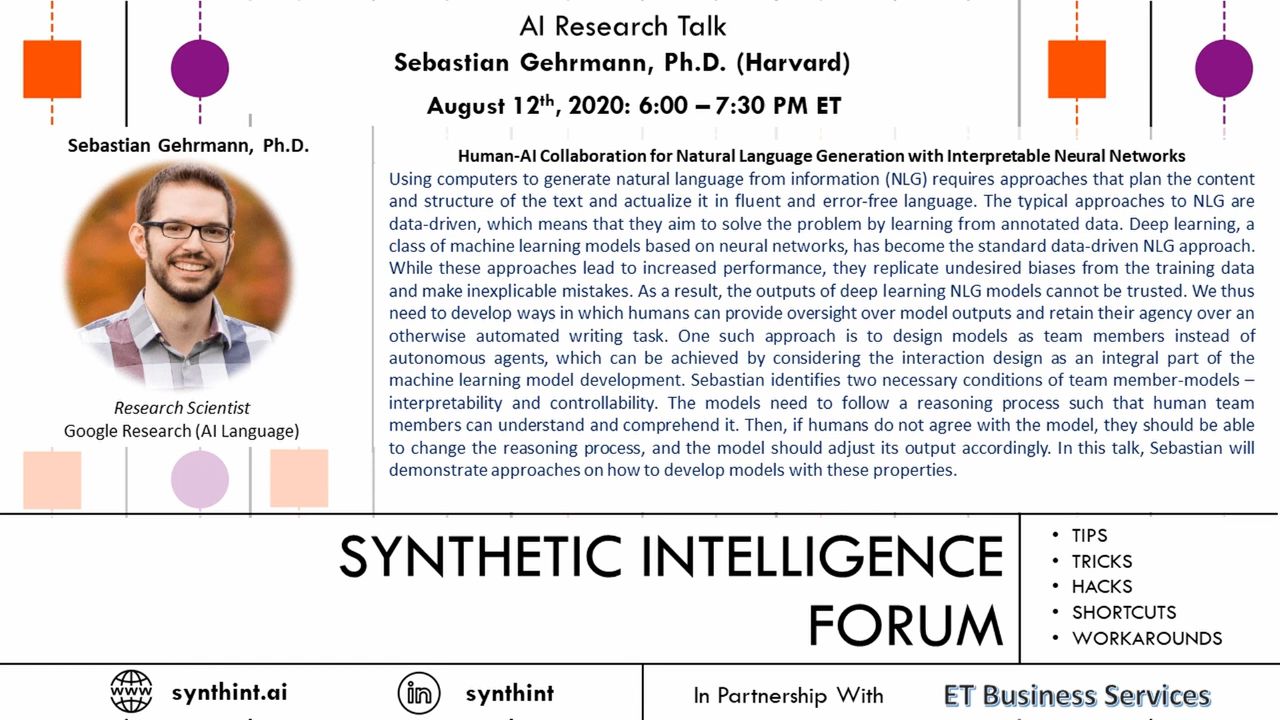 AI Research Talk
Sebastian Gehrmann, Ph.D. (Harvard)
August 12th, 2020: 6:00 – 7:30 PM ET
Sebastian Gehrmann, Ph.D.
Research Scientist
Google Research (AI Language)
Human-AI Collaboration for Natural Language Generation with Interpretable Neural Networks
Using computers to generate natural language from information (NLG) requires approaches that plan the content
and structure of the text and actualize it in fluent and error-free language. The typical approaches to NLG are
data-driven, which means that they aim to solve the problem by learning from annotated data. Deep learning, a
class of machine learning models based on neural networks, has become the standard data-driven NLG approach.
While these approaches lead to increased performance, they replicate undesired biases from the training data
and make inexplicable mistakes. As a result, the outputs of deep learning NLG models cannot be trusted. We thus
need to develop ways in which humans can provide oversight over model outputs and retain their agency over an
otherwise automated writing task. One such approach is to design models as team members instead of
autonomous agents, which can be achieved by considering the interaction design as an integral part of the
machine learning model development. Sebastian identifies two necessary conditions of team member-models –
interpretability and controllability. The models need to follow a reasoning process such that human team
members can understand and comprehend it. Then, if humans do not agree with the model, they should be able
to change the reasoning process, and the model should adjust its output accordingly. In this talk, Sebastian will
demonstrate approaches on how to develop models with these properties.
SYNTHETIC INTELLIGENCE
FORUM
• TIPS
• TRICKS
• HACKS
• SHORTCUTS
• WORKAROUNDS
www synthint.ai
in synthint
In Partnership With ET Business Services